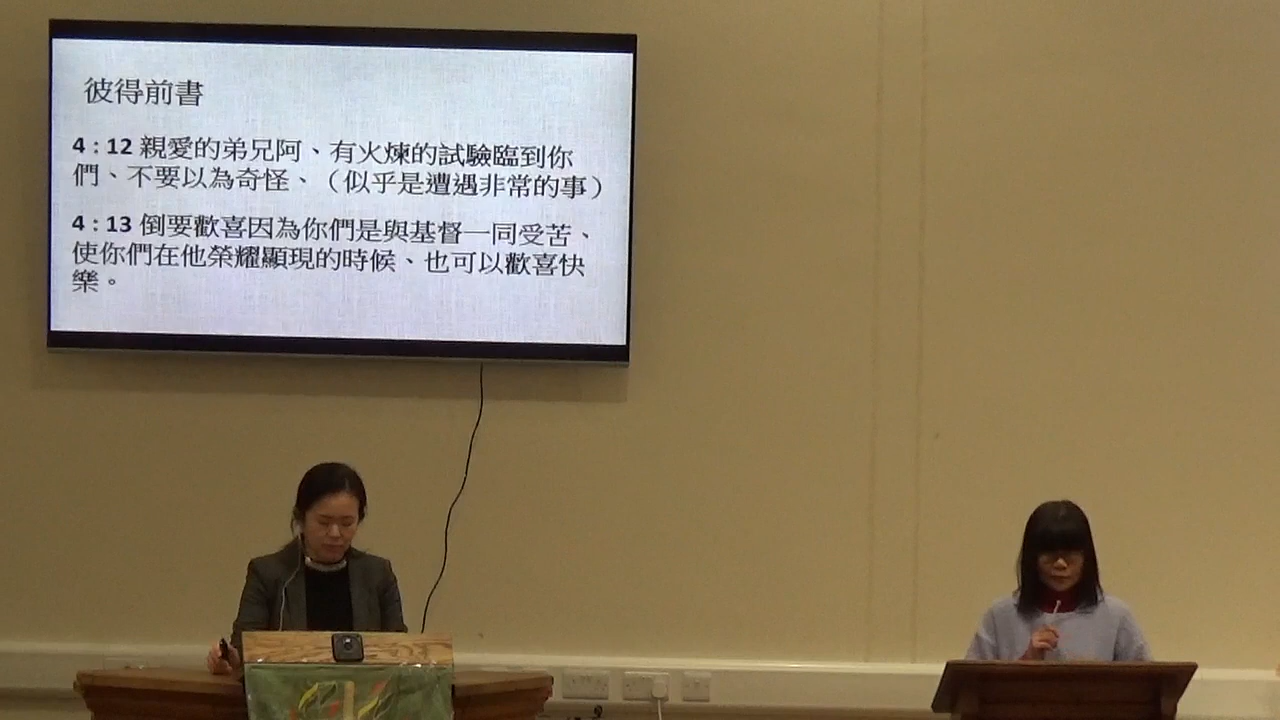 彼得前書
4 : 12 親愛的弟兄阿、有火煉的試驗臨到你
們、不要以為奇怪、（似乎是遭遇非常的事）
4 : 13 倒要歡喜因為你們是與基督一同受苦、
使你們在他榮耀顯現的時候、也可以歡喜快
樂。